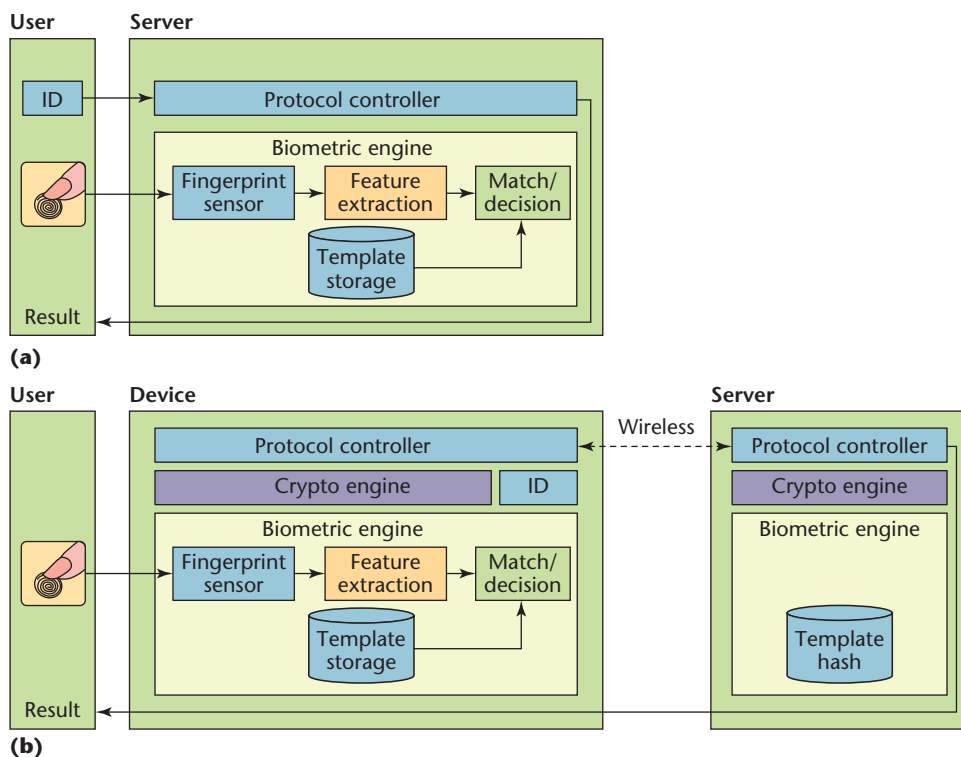 User
Server
ID
Protocol controller
Biometric engine
Fingerprint
sensor
Feature
extraction
Match/
decision
Template
storage
Result
(a)
User
Device
Server
Wireless
Protocol controller
Protocol controller
Crypto engine
ID
Crypto engine
Biometric engine
Biometric engine
Fingerprint
sensor
Feature
extraction
Match/
decision
Template
storage
Template
hash
Result
(b)